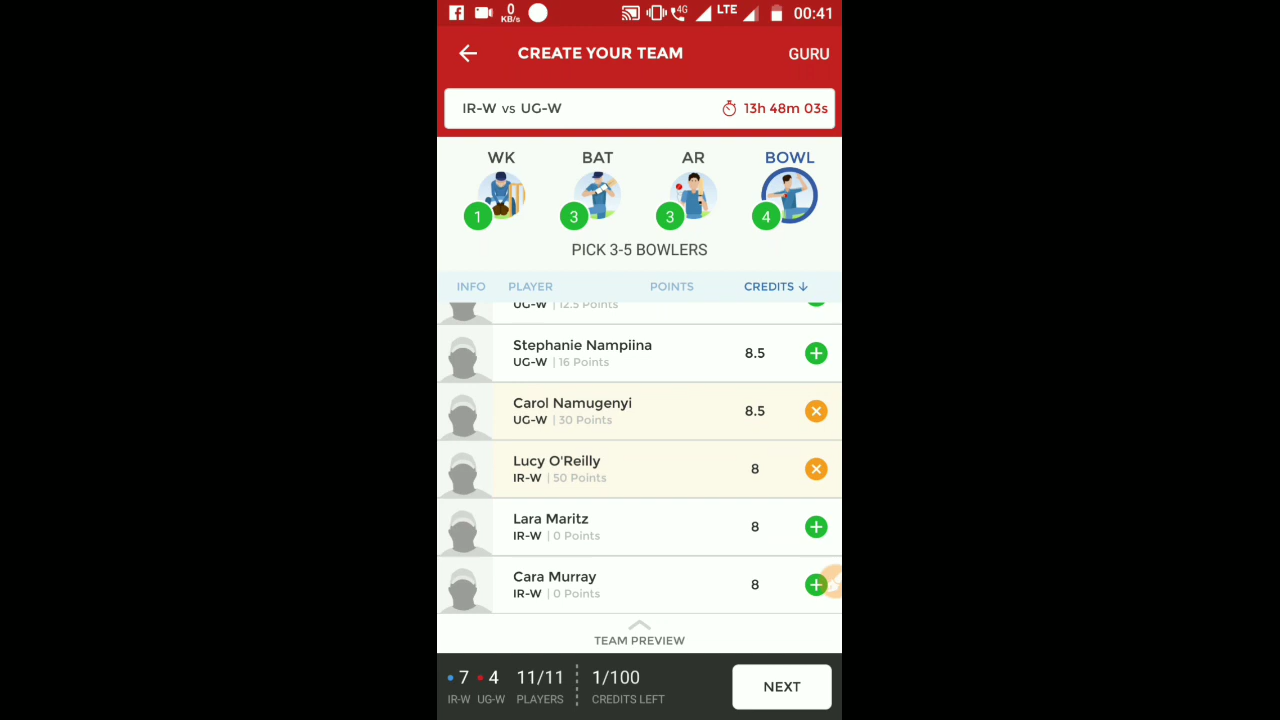 0 KB/s 4G LTE 00:41
CREATE YOUR TEAM GURU
IR-W vs UG-W 13h 48m 03s
WK BAT AR BOWL
1 3 3 4
PICK 3-5 BOWLERS
INFO PLAYER POINTS CREDITS ↓
UG-W | 12.5 Points
Stephanie Nampiina
UG-W | 16 Points
8.5
Carol Namugenyi
UG-W | 30 Points
8.5
Lucy O'Reilly
IR-W | 50 Points
8
Lara Maritz
IR-W | 0 Points
8
Cara Murray
IR-W | 0 Points
8
TEAM PREVIEW
7 4 11/11 1/100
IR-W UG-W PLAYERS CREDITS LEFT
NEXT